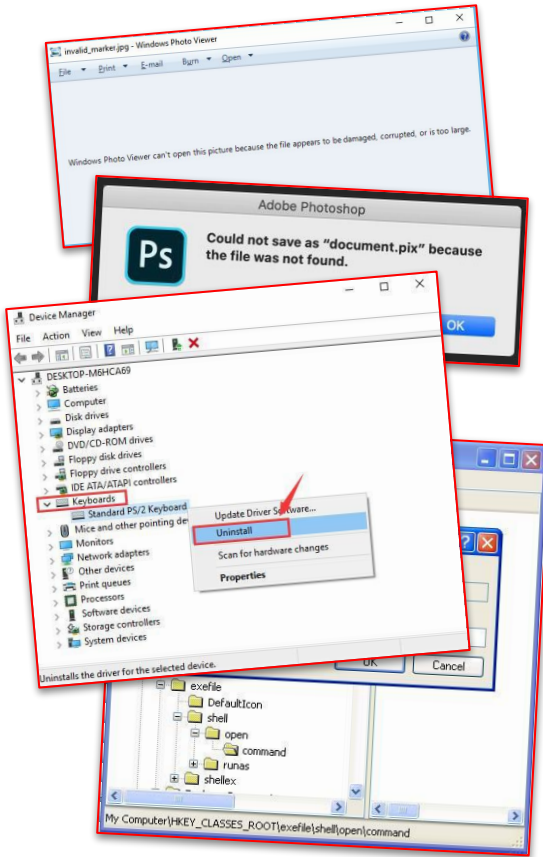 invalid_marker.jpg - Windows Photo Viewer
File Print E-mail Burn Open
Windows Photo Viewer can't open this picture because the file appears to be damaged, corrupted, or is too large.
Adobe Photoshop
Ps
Could not save as “document.pix” because
the file was not found.
OK
Device Manager
File Action View Help
DESKTOP-M6HCA69
Batteries
Computer
Disk drives
Display adapters
DVD/CD-ROM drives
Floppy disk drives
Floppy drive controllers
IDE ATA/ATAPI controllers
Keyboards
Standard PS/2 Keyboard
Mice and other pointing de
Monitors
Network adapters
Other devices
Print queues
Processors
Software devices
Storage controllers
System devices
Update Driver Software...
Uninstall
Scan for hardware changes
Properties
Uninstalls the driver for the selected device.
OK Cancel
exefile
DefaultIcon
shell
open
command
runas
shellex
My Computer\HKEY_CLASSES_ROOT\exefile\shell\open\command